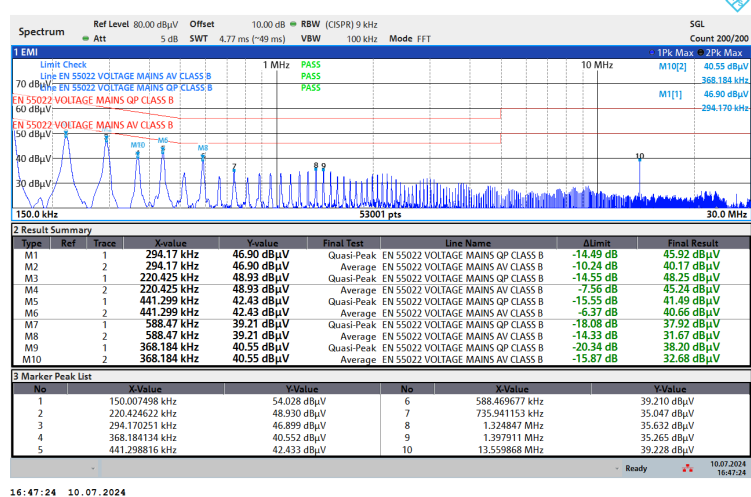 Spectrum Ref Level 80.00 dBµV Offset 10.00 dB RBW (CISPR) 9 kHz SGL
Att 5 dB SWT 4.77 ms (~49 ms) VBW 100 kHz Mode FFT Count 200/200
1 EMI 1Pk Max 2Pk Max
Limit Check 1 MHz PASS 10 MHz M10[2] 40.55 dBµV
Line EN 55022 VOLTAGE MAINS AV CLASS B PASS 368.184 kHz
70 dBµV Line EN 55022 VOLTAGE MAINS QP CLASS B PASS M1[1] 46.90 dBµV
EN 55022 VOLTAGE MAINS QP CLASS B 294.170 kHz
60 dBµV
EN 55022 VOLTAGE MAINS AV CLASS B
50 dBµV
M10 M6 M8
40 dBµV 7 8 9 10
30 dBµV
150.0 kHz 53001 pts 30.0 MHz
2 Result Summary
Type Ref Trace X-value Y-value Final Test Line Name ΔLimit Final Result
M1 1 294.17 kHz 46.90 dBµV Quasi-Peak EN 55022 VOLTAGE MAINS QP CLASS B -14.49 dB 45.92 dBµV
M2 2 294.17 kHz 46.90 dBµV Average EN 55022 VOLTAGE MAINS AV CLASS B -10.24 dB 40.17 dBµV
M3 1 220.425 kHz 48.93 dBµV Quasi-Peak EN 55022 VOLTAGE MAINS QP CLASS B -14.55 dB 48.25 dBµV
M4 2 220.425 kHz 48.93 dBµV Average EN 55022 VOLTAGE MAINS AV CLASS B -7.56 dB 45.24 dBµV
M5 1 441.299 kHz 42.43 dBµV Quasi-Peak EN 55022 VOLTAGE MAINS QP CLASS B -15.55 dB 41.49 dBµV
M6 2 441.299 kHz 42.43 dBµV Average EN 55022 VOLTAGE MAINS AV CLASS B -6.37 dB 40.66 dBµV
M7 1 588.47 kHz 39.21 dBµV Quasi-Peak EN 55022 VOLTAGE MAINS QP CLASS B -18.08 dB 37.92 dBµV
M8 2 588.47 kHz 39.21 dBµV Average EN 55022 VOLTAGE MAINS AV CLASS B -14.33 dB 31.67 dBµV
M9 1 368.184 kHz 40.55 dBµV Quasi-Peak EN 55022 VOLTAGE MAINS QP CLASS B -20.34 dB 38.20 dBµV
M10 2 368.184 kHz 40.55 dBµV Average EN 55022 VOLTAGE MAINS AV CLASS B -15.87 dB 32.68 dBµV
3 Marker Peak List
No X-Value Y-Value No X-Value Y-Value
1 150.007498 kHz 54.028 dBµV 6 588.469677 kHz 39.210 dBµV
2 220.424622 kHz 48.930 dBµV 7 735.941153 kHz 35.047 dBµV
3 294.170251 kHz 46.899 dBµV 8 1.324847 MHz 35.632 dBµV
4 368.184134 kHz 40.552 dBµV 9 1.397911 MHz 35.265 dBµV
5 441.298816 kHz 42.433 dBµV 10 13.559868 MHz 39.228 dBµV
Ready 10.07.2024
16:47:24
16:47:24 10.07.2024